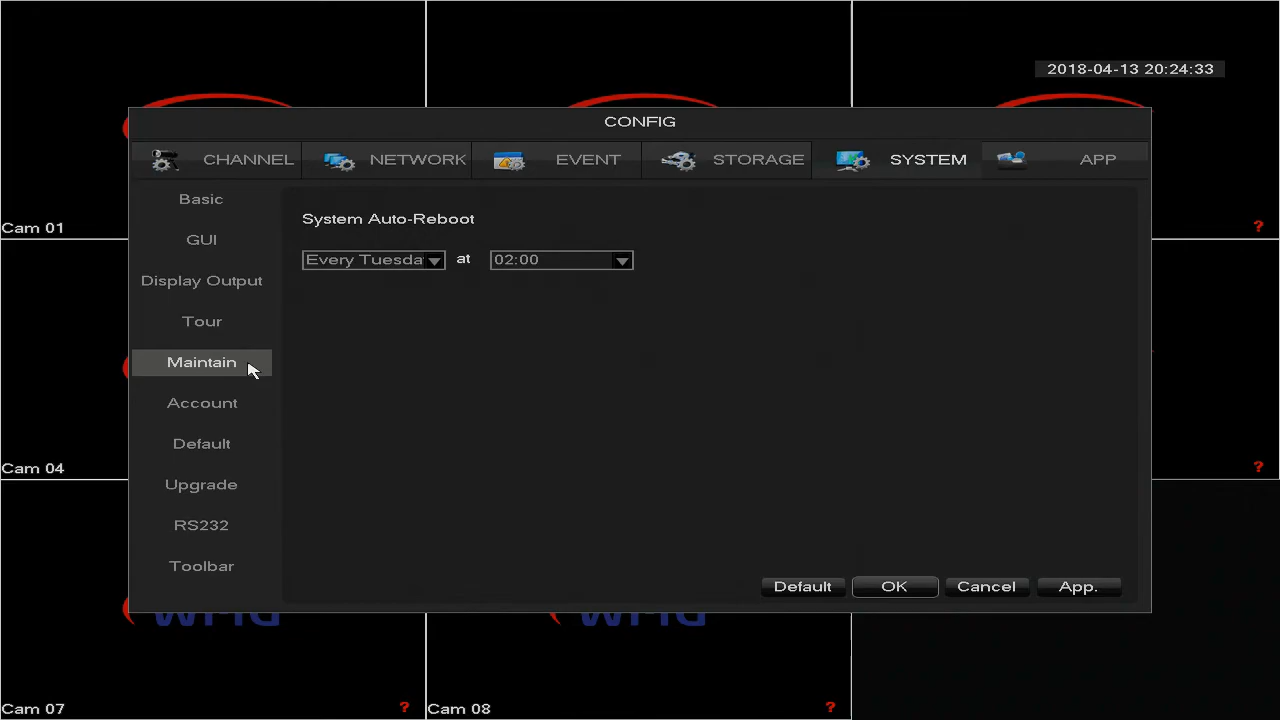 2018-04-13 20:24:33
CONFIG
CHANNEL NETWORK EVENT STORAGE SYSTEM APP
Basic
System Auto-Reboot
Cam 01
?
GUI
Every Tuesda at 02:00
Display Output
Tour
Maintain
Account
Default
Cam 04
?
Upgrade
RS232
Toolbar
Default OK Cancel App.
Cam 07
?
Cam 08
?